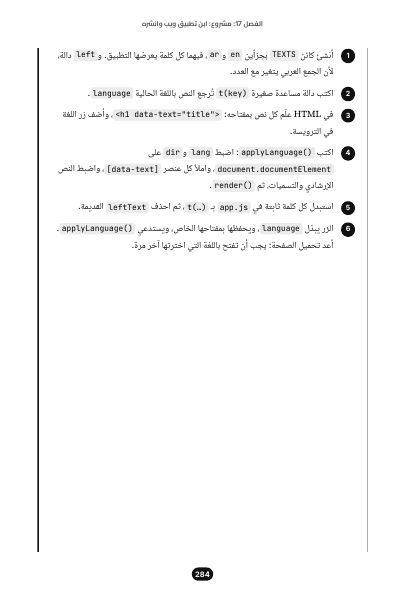 الفصل 17: مشروع: ابن تطبيق ويب وانشره
1 أنشئ كائن TEXTS بجزأين en و ar، فيهما كل كلمة يعرضها التطبيق. و left دالة،
لأن الجمع العربي يتغير مع العدد.
2 اكتب دالة مساعدة صغيرة t(key) تُرجع النص باللغة الحالية language.
3 في HTML علّم كل نص بمفتاحه: <h1 data-text="title">، وأضف زر اللغة
في الترويسة.
4 اكتب applyLanguage(): اضبط lang و dir على
document.documentElement، واملأ كل عنصر [data-text]، واضبط النص
الإرشادي والتسميات، ثم render().
5 استبدل كل كلمة ثابتة في app.js بـ t(…)، ثم احذف leftText القديمة.
6 الزر يبدّل language، ويحفظها بمفتاحها الخاص، ويستدعي applyLanguage().
أعد تحميل الصفحة: يجب أن تفتح باللغة التي اخترتها آخر مرة.
284